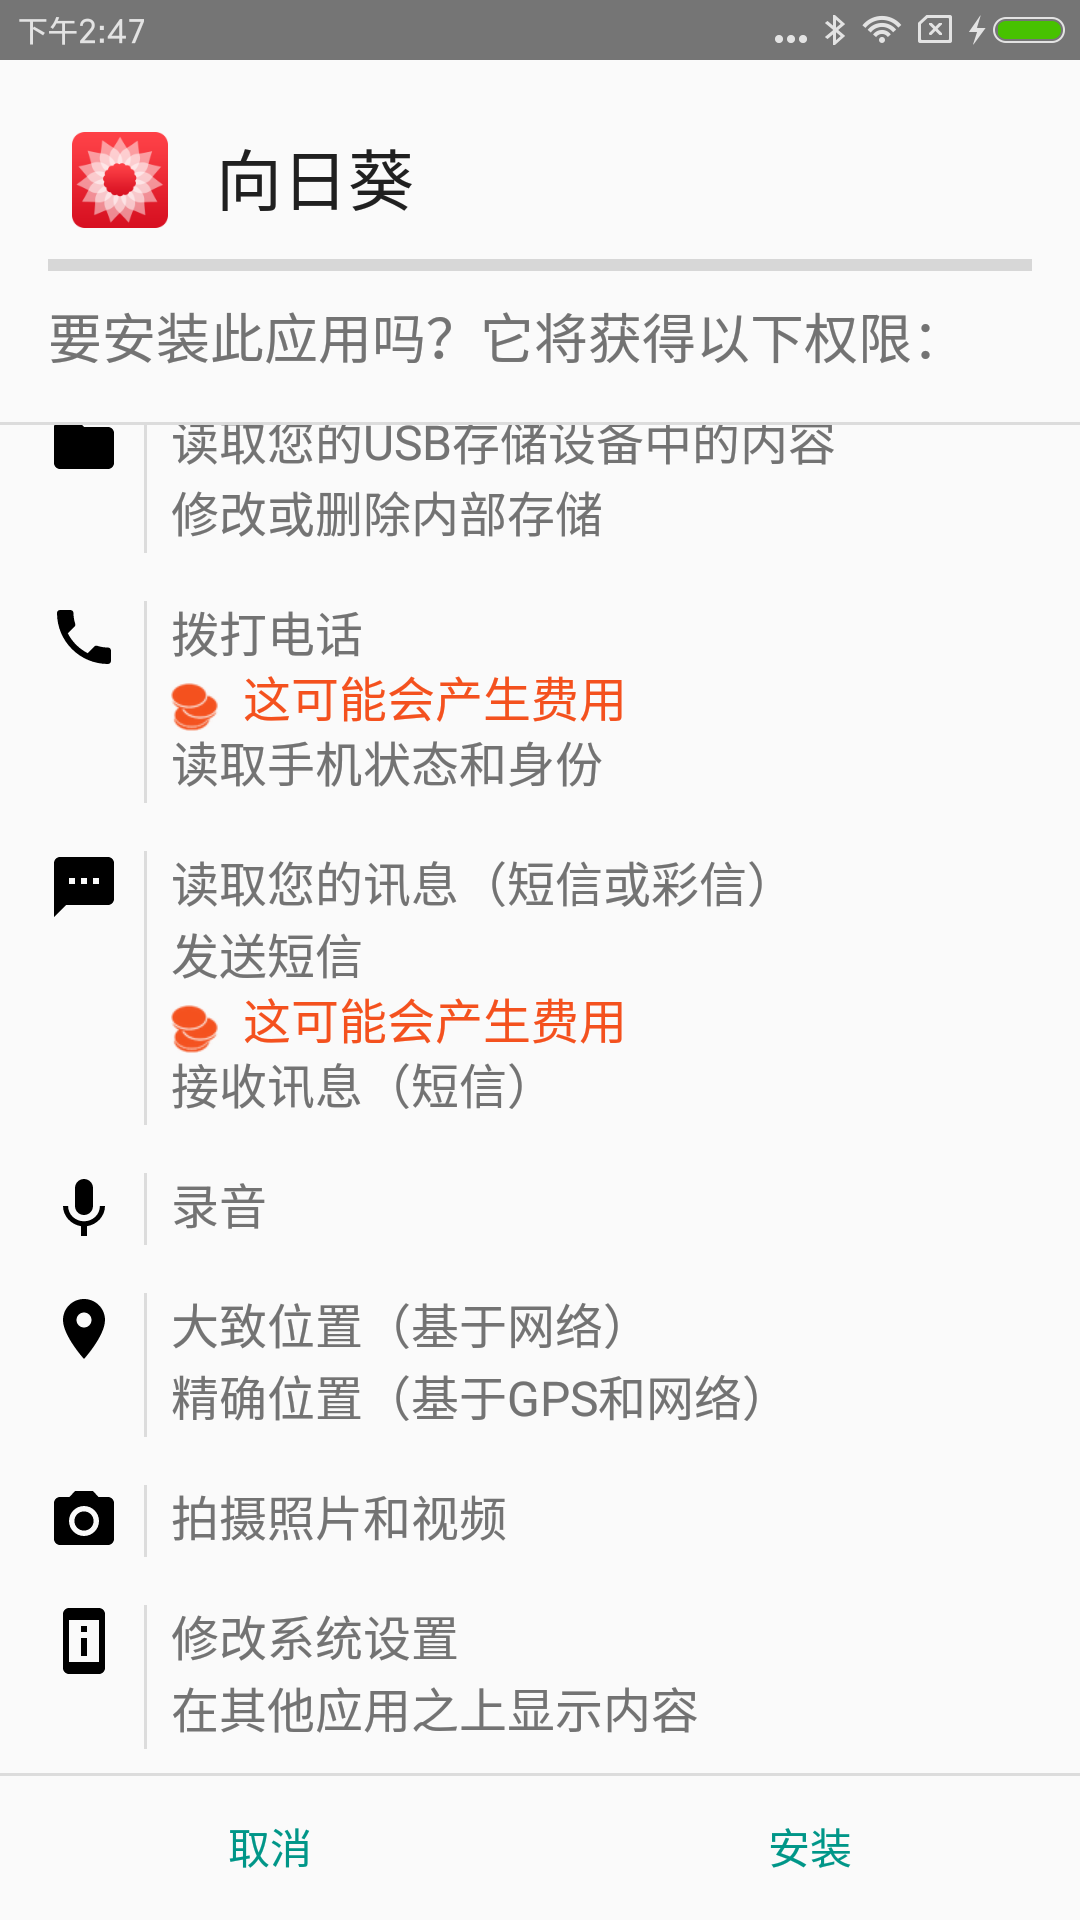 下午2:47
向日葵
要安装此应用吗？它将获得以下权限：
读取您的USB存储设备中的内容
修改或删除内部存储
拨打电话
这可能会产生费用
读取手机状态和身份
读取您的讯息（短信或彩信）
发送短信
这可能会产生费用
接收讯息（短信）
录音
大致位置（基于网络）
精确位置（基于GPS和网络）
拍摄照片和视频
修改系统设置
在其他应用之上显示内容
取消
安装